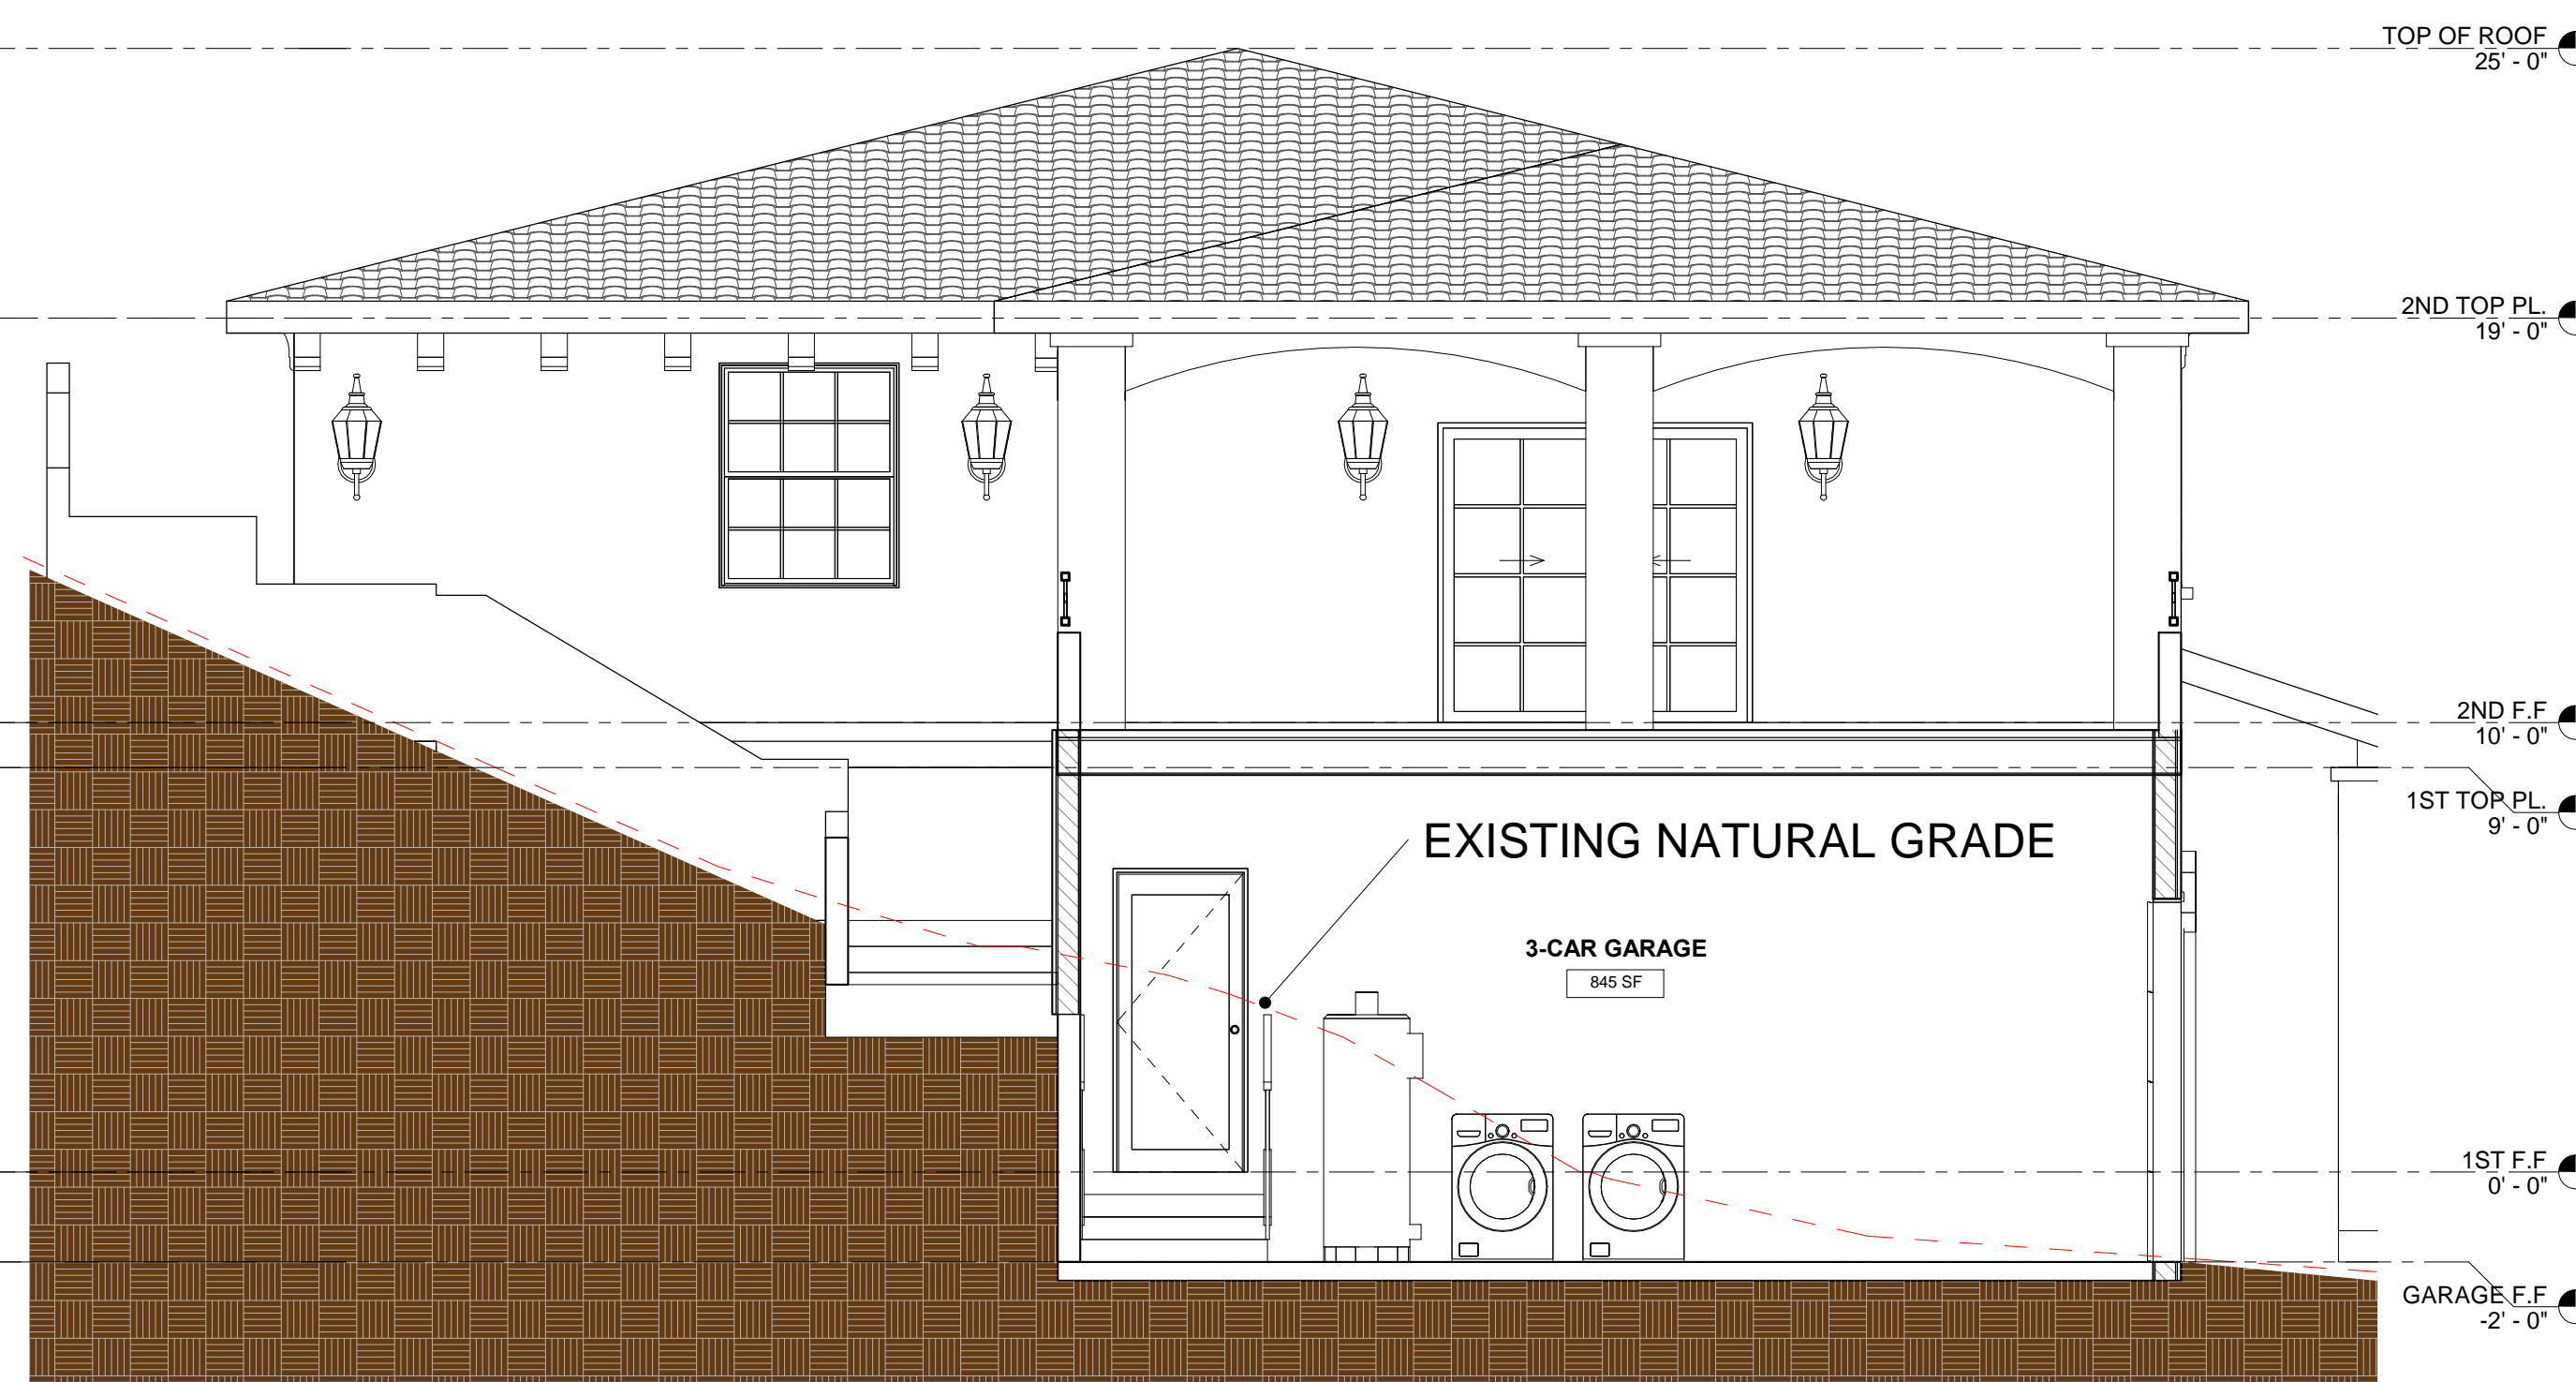 TOP OF ROOF
25' - 0"
2ND TOP PL.
19' - 0"
2ND F.F
10' - 0"
1ST TOP PL.
9' - 0"
EXISTING NATURAL GRADE
3-CAR GARAGE
845 SF
1ST F.F
0' - 0"
GARAGE F.F
-2' - 0"